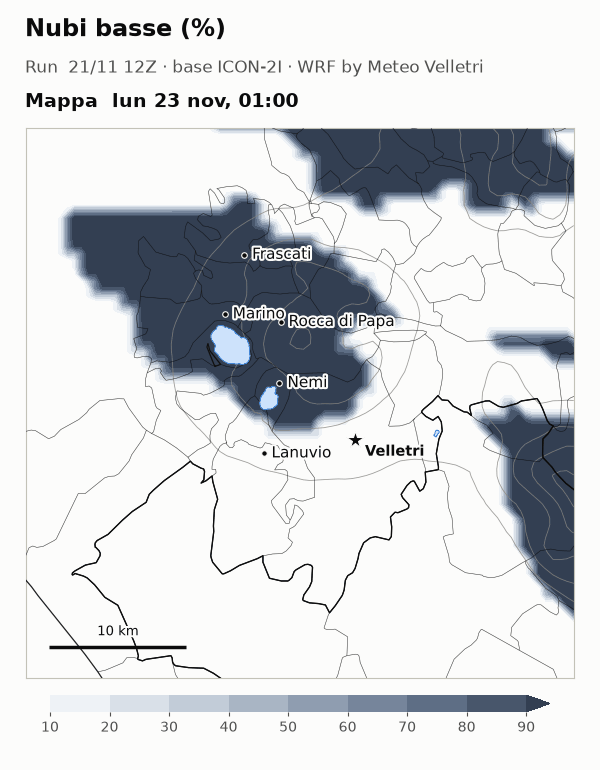 Nubi basse (%)
Run  21/11 12Z · base ICON-2I · WRF by Meteo Velletri
Mappa  lun 23 nov, 01:00
Frascati
Marino
Rocca di Papa
Nemi
Velletri
Lanuvio
10 km
10 20 30 40 50 60 70 80 90